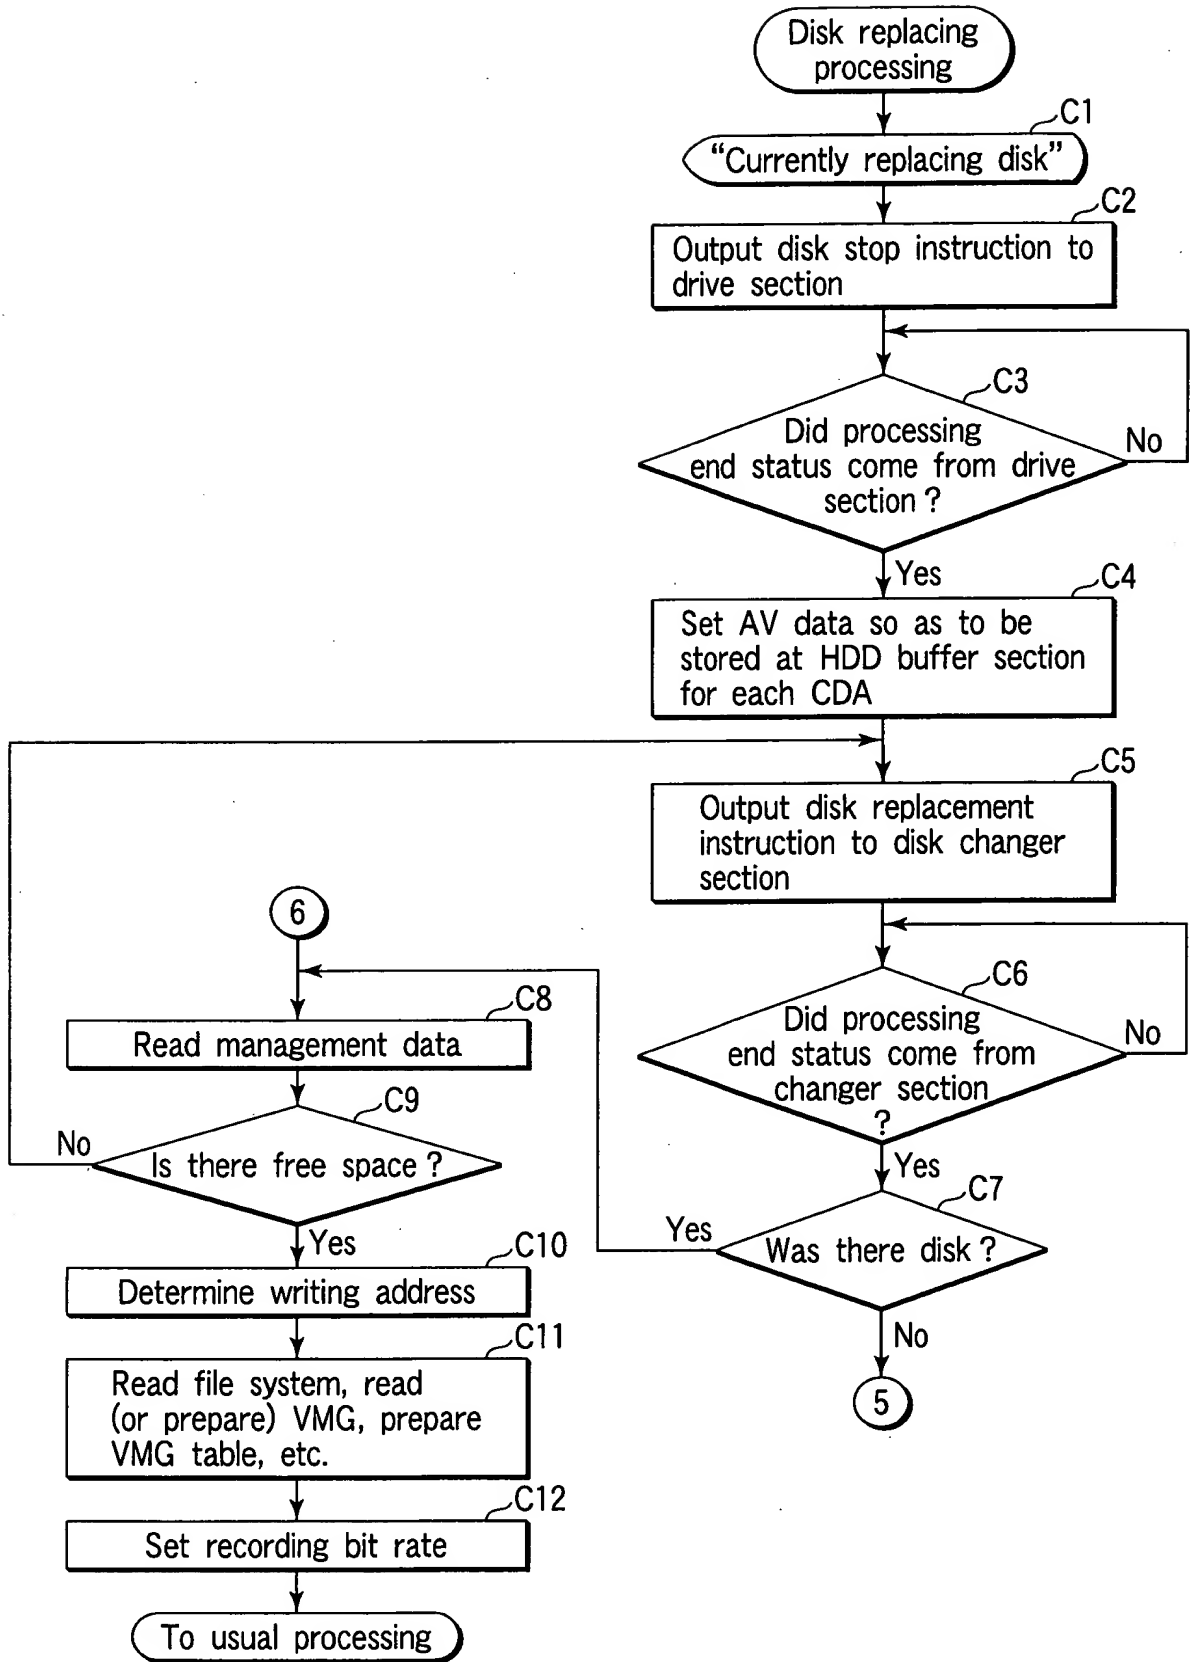 Disk replacing
processing
C1
“Currently replacing disk”
C2
Output disk stop instruction to
drive section
C3
Did processing
end status come from drive
section ?
No
Yes
C4
Set AV data so as to be
stored at HDD buffer section
for each CDA
C5
Output disk replacement
instruction to disk changer
section
C6
Did processing
end status come from
changer section
?
No
Yes
C7
Was there disk ?
Yes
No
5
6
C8
Read management data
C9
Is there free space ?
No
Yes
C10
Determine writing address
C11
Read file system, read
(or prepare) VMG, prepare
VMG table, etc.
C12
Set recording bit rate
To usual processing